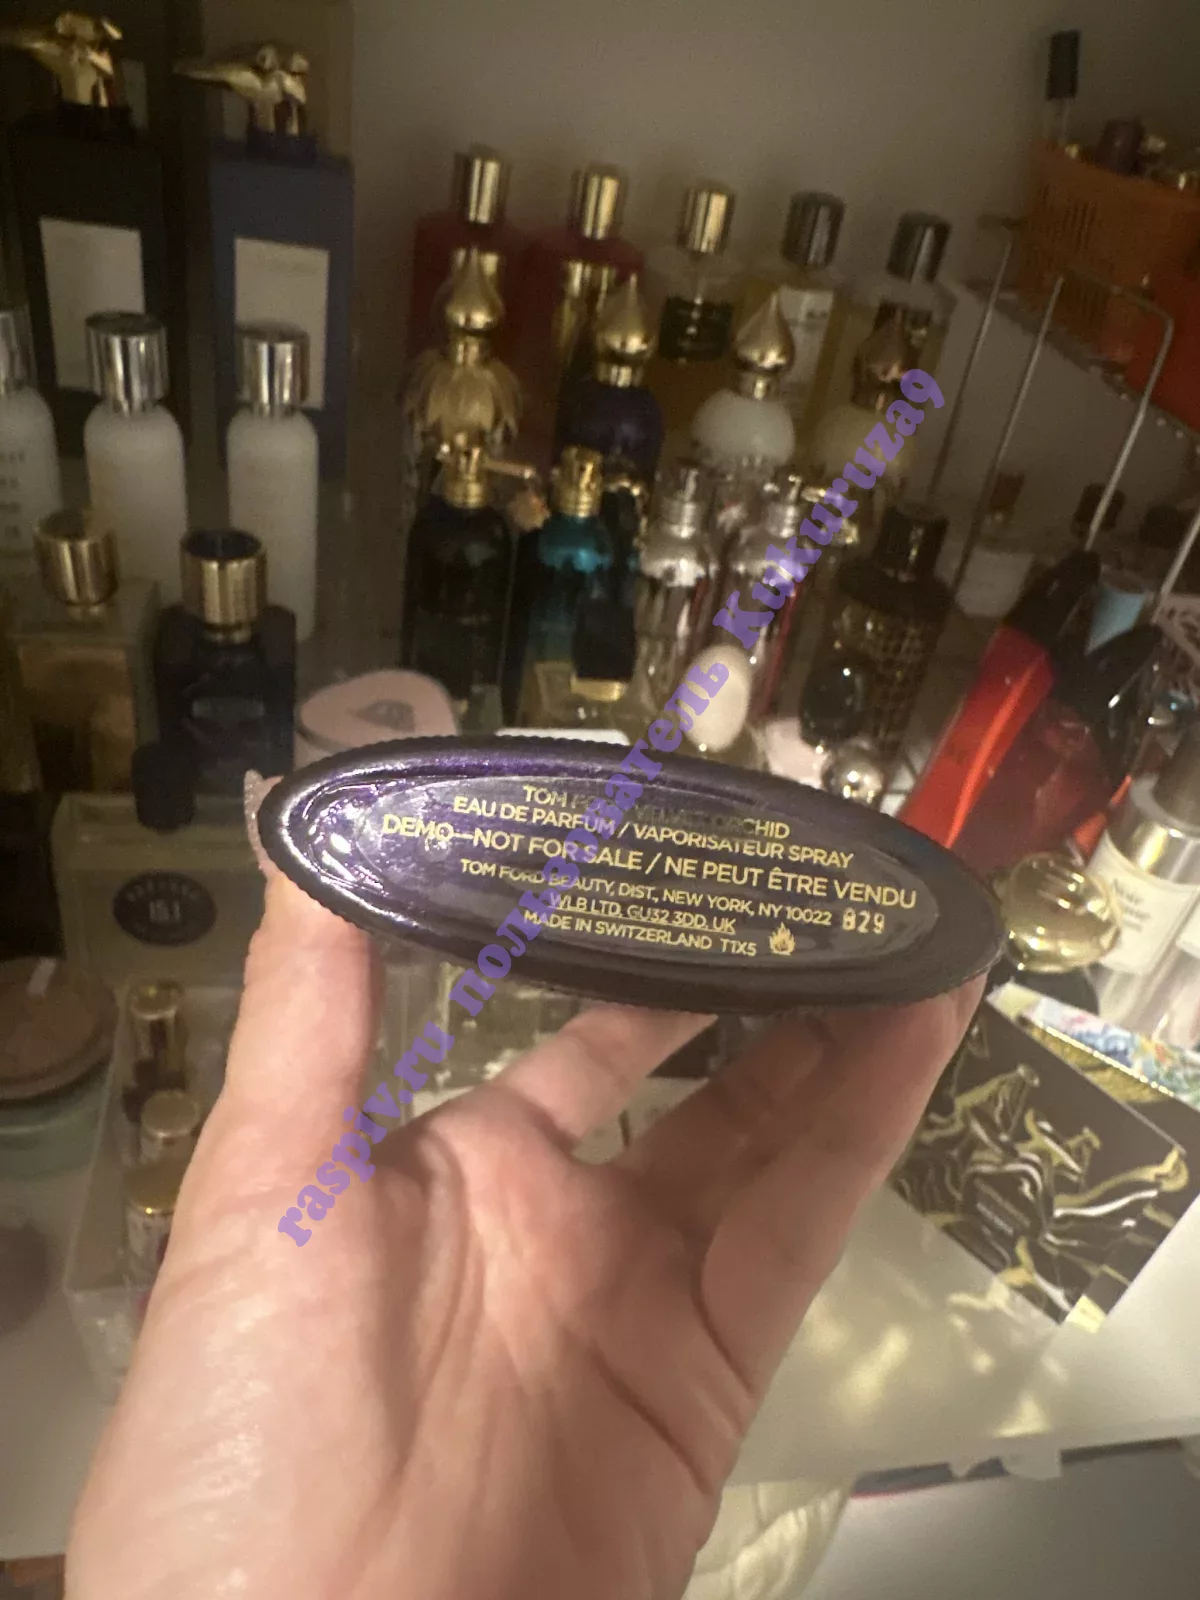 TOM FORD VELVET ORCHID
EAU DE PARFUM / VAPORISATEUR SPRAY
DEMO—NOT FOR SALE / NE PEUT ÊTRE VENDU
TOM FORD BEAUTY, DIST, NEW YORK, NY 10022 829
WLB LTD, GU32 3DD, UK
MADE IN SWITZERLAND T1X5
raspiv.ru пользователь Kukuruza9
151